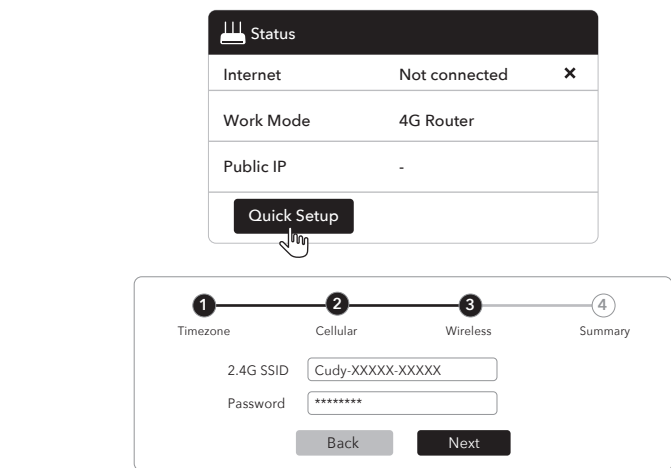 Status
Internet Not connected ×
Work Mode 4G Router
Public IP -
Quick Setup
1 2 3 4
Timezone Cellular Wireless Summary
2.4G SSID Cudy-XXXXX-XXXXX
Password ********
Back Next